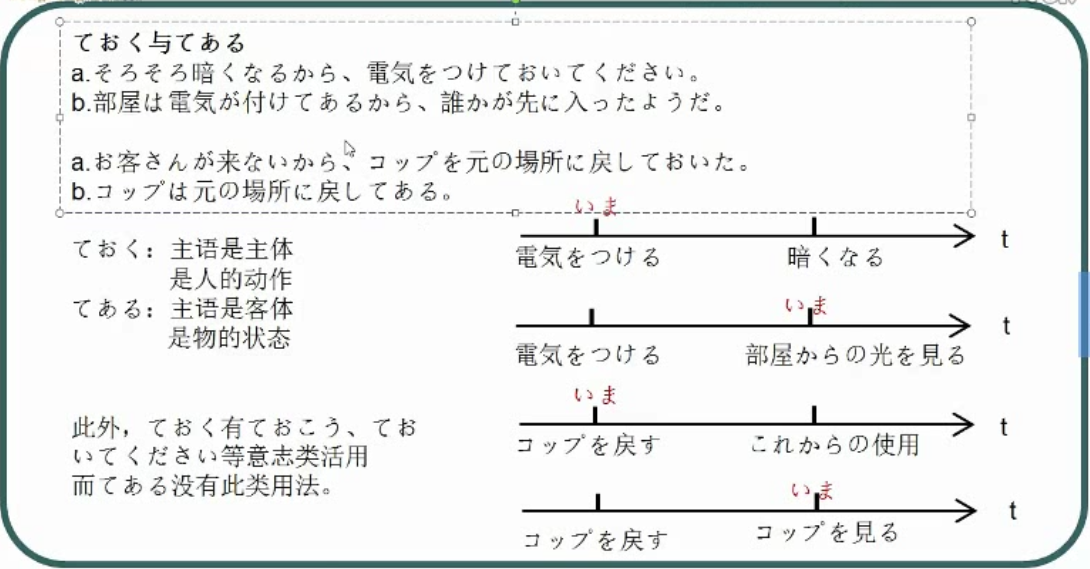 ておく与てある
a.そろそろ暗くなるから、電気をつけておいてください。
b.部屋は電気が付けてあるから、誰かが先に入ったようだ。
a.お客さんが来ないから、コップを元の場所に戻しておいた。
b.コップは元の場所に戻してある。
ておく：主语是主体
是人的动作
てある：主语是客体
是物的状态
此外，ておく有ておこう、てお
いてください等意志类活用
而てある没有此类用法。
いま
t
電気をつける
暗くなる
いま
t
電気をつける
部屋からの光を見る
いま
t
コップを戻す
これからの使用
いま
t
コップを戻す
コップを見る